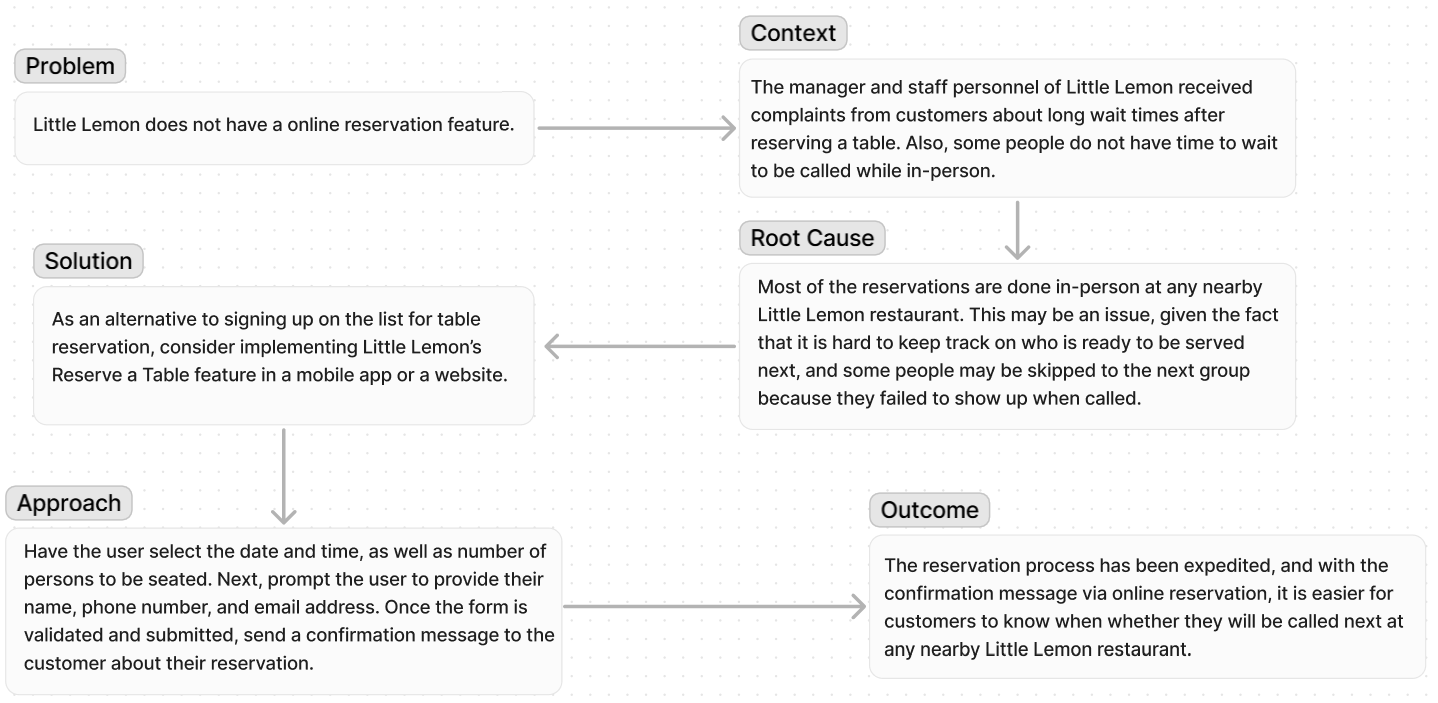 Problem
Little Lemon does not have a online reservation feature.
Context
The manager and staff personnel of Little Lemon received
complaints from customers about long wait times after
reserving a table. Also, some people do not have time to wait
to be called while in-person.
Root Cause
Most of the reservations are done in-person at any nearby
Little Lemon restaurant. This may be an issue, given the fact
that it is hard to keep track on who is ready to be served
next, and some people may be skipped to the next group
because they failed to show up when called.
Solution
As an alternative to signing up on the list for table
reservation, consider implementing Little Lemon’s
Reserve a Table feature in a mobile app or a website.
Approach
Have the user select the date and time, as well as number of
persons to be seated. Next, prompt the user to provide their
name, phone number, and email address. Once the form is
validated and submitted, send a confirmation message to the
customer about their reservation.
Outcome
The reservation process has been expedited, and with the
confirmation message via online reservation, it is easier for
customers to know when whether they will be called next at
any nearby Little Lemon restaurant.